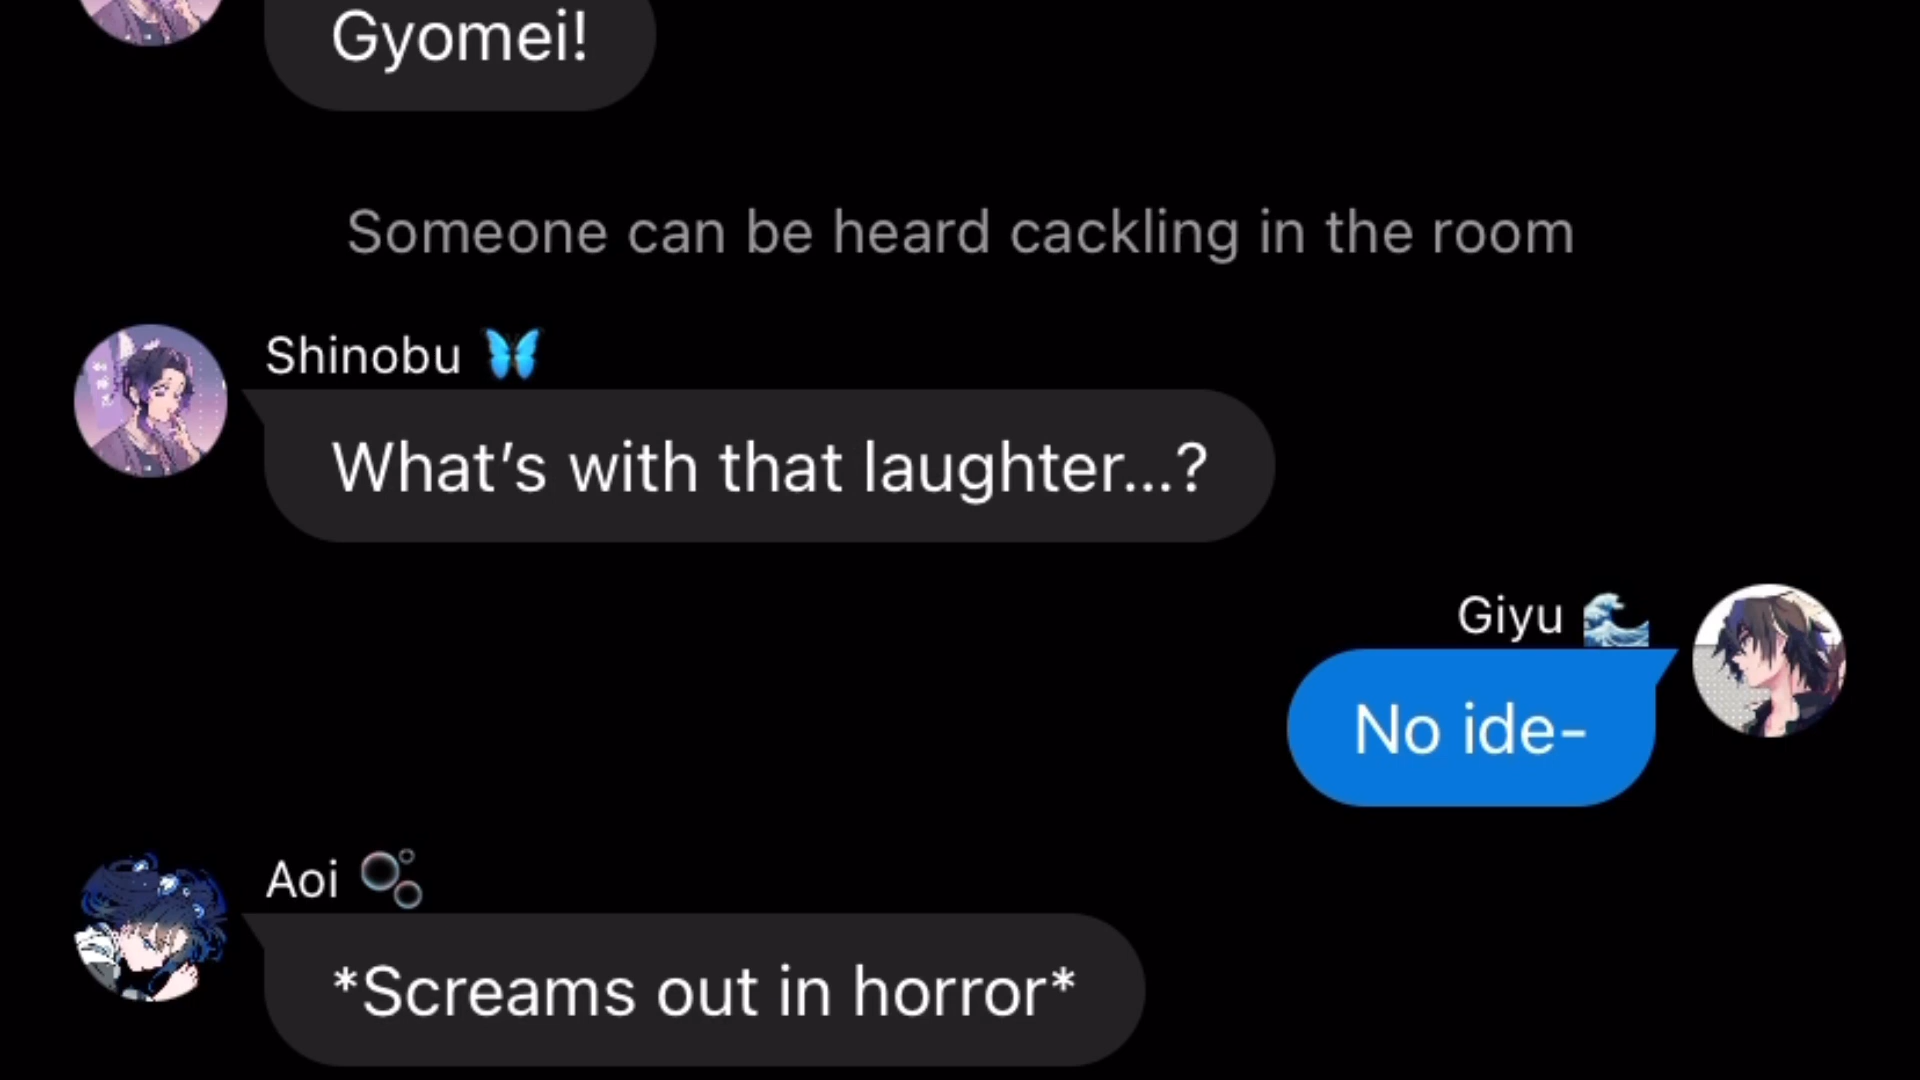 Gyomei!
Someone can be heard cackling in the room
Shinobu 🦋
What's with that laughter...?
Giyu 🌊
No ide-
Aoi 🫧
*Screams out in horror*